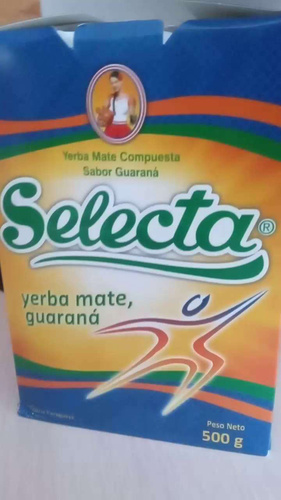 Yerba Mate Compuesta
Sabor Guaraná
Selecta®
yerba mate,
guaraná
Peso Neto
500 g